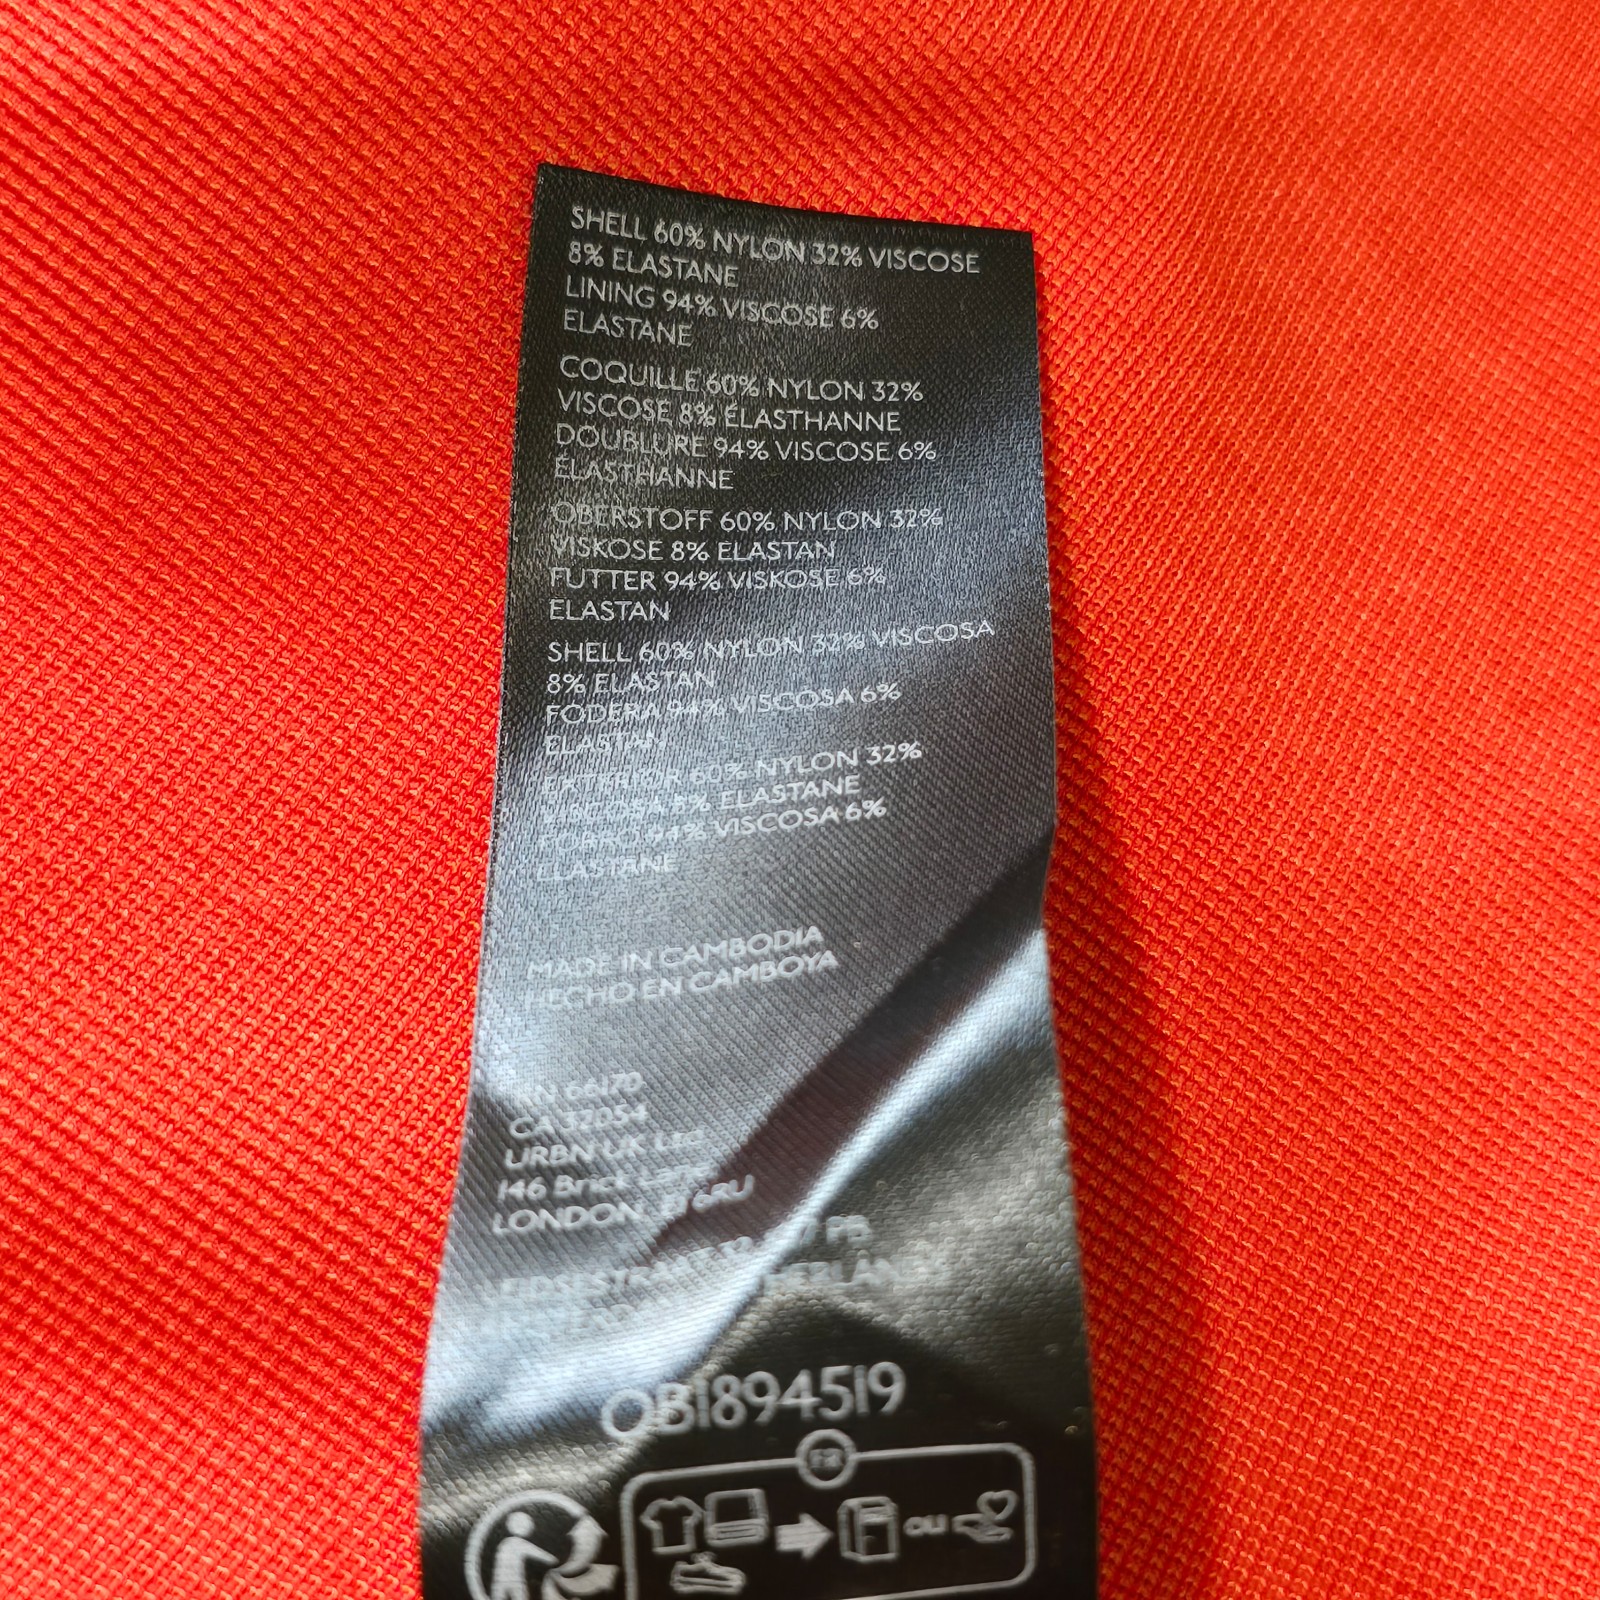 SHELL 60% NYLON 32% VISCOSE
8% ELASTANE
LINING 94% VISCOSE 6%
ELASTANE
COQUILLE 60% NYLON 32%
VISCOSE 8% ÉLASTHANNE
DOUBLURE 94% VISCOSE 6%
ÉLASTHANNE
OBERSTOFF 60% NYLON 32%
VISKOSE 8% ELASTAN
FUTTER 94% VISKOSE 6%
ELASTAN
SHELL 60% NYLON 32% VISCOSA
8% ELASTAN
FODERA 94% VISCOSA 6%
ELASTAN
EXTERIOR 60% NYLON 32%
VISCOSA 8% ELASTANE
FORRO 94% VISCOSA 6%
ELASTANE
MADE IN CAMBODIA
HECHO EN CAMBOYA
RN 66170
CA 32054
URBN UK Ltd
146 Brick Lane
LONDON, E1 6RU
OB1894519
FR
ou